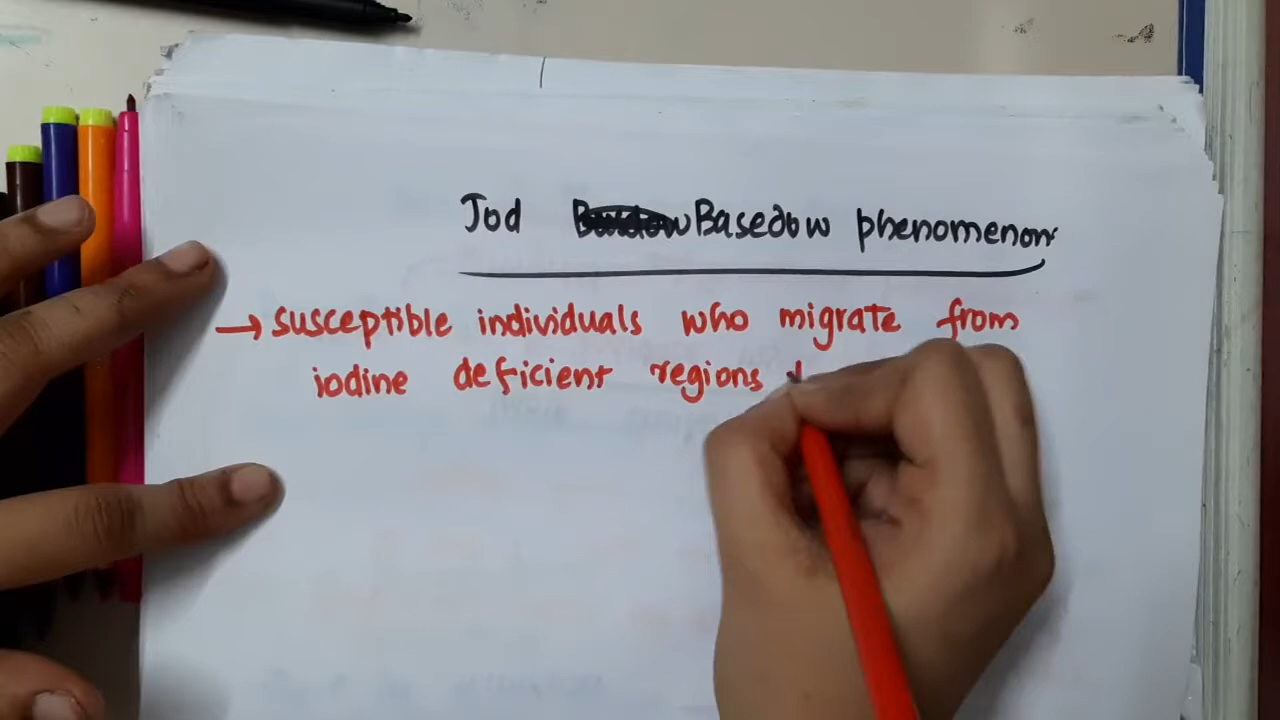 Jod Basedow phenomenon
→ susceptible individuals who migrate from
iodine deficient regions